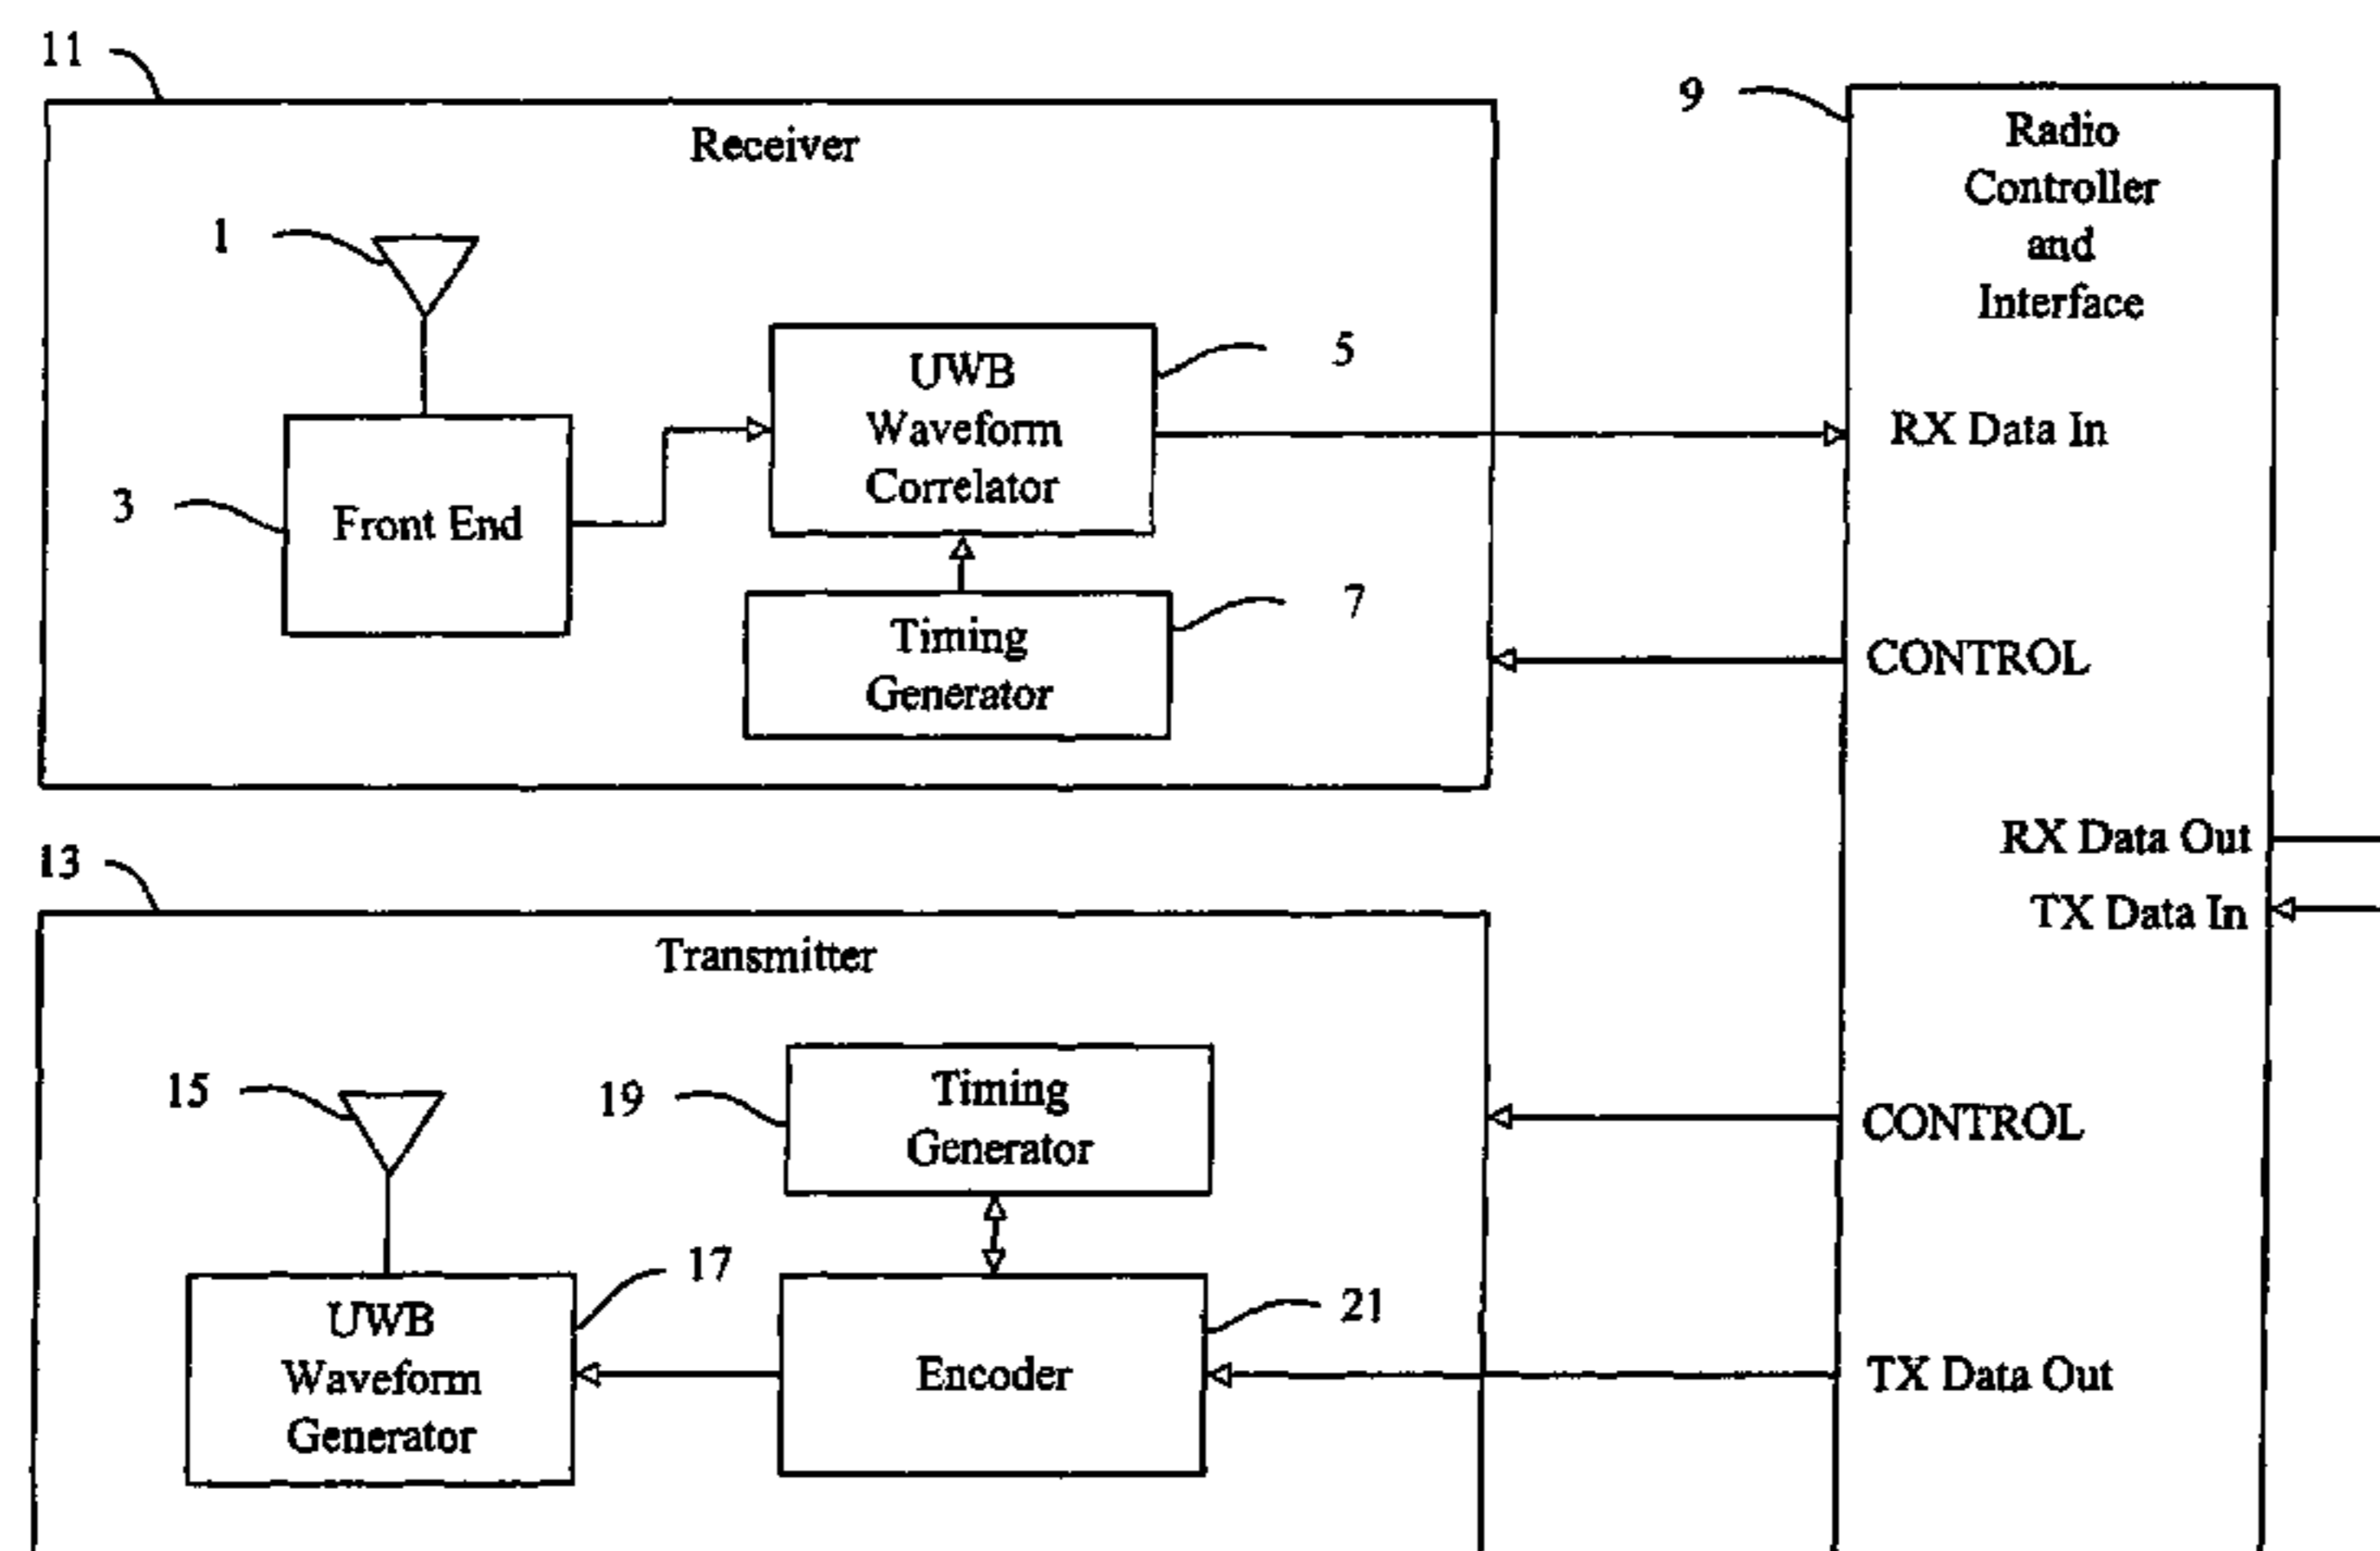 11
Receiver
1
3
Front End
UWB
Waveform
Correlator
5
Timing
Generator
7
9
Radio
Controller
and
Interface
RX Data In
CONTROL
RX Data Out
TX Data In
CONTROL
TX Data Out
13
Transmitter
15
19
Timing
Generator
UWB
Waveform
Generator
17
Encoder
21